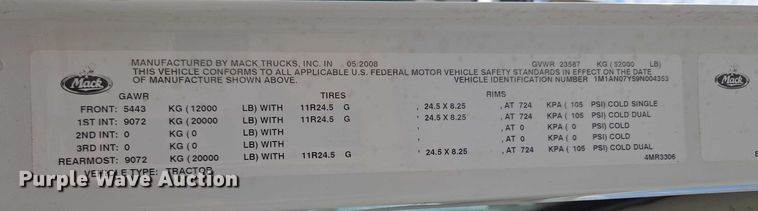 MANUFACTURED BY MACK TRUCKS, INC. IN 05/2008 GVWR 23587 KG (52000 LB)
THIS VEHICLE CONFORMS TO ALL APPLICABLE U.S. FEDERAL MOTOR VEHICLE SAFETY STANDARDS IN EFFECT ON THE DATE
OF MANUFACTURE SHOWN ABOVE. VEHICLE IDENTIFICATION NUMBER 1M1AN07Y59N004353
Mack
Mack
GAWR TIRES RIMS
FRONT: 5443 KG (12000 LB) WITH 11R24.5 G , 24.5 X 8.25 , AT 724 KPA ( 105 PSI) COLD SINGLE
1ST INT: 9072 KG (20000 LB) WITH 11R24.5 G , 24.5 X 8.25 , AT 724 KPA ( 105 PSI) COLD DUAL
2ND INT: 0 KG (0 LB) WITH , , AT 0 KPA ( 0 PSI) COLD
3RD INT: 0 KG (0 LB) WITH , , AT 0 KPA ( 0 PSI) COLD
REARMOST: 9072 KG (20000 LB) WITH 11R24.5 G , 24.5 X 8.25 , AT 724 KPA ( 105 PSI) COLD DUAL
VEHICLE TYPE: TRACTOR 4MR3306
Purple Wave Auction